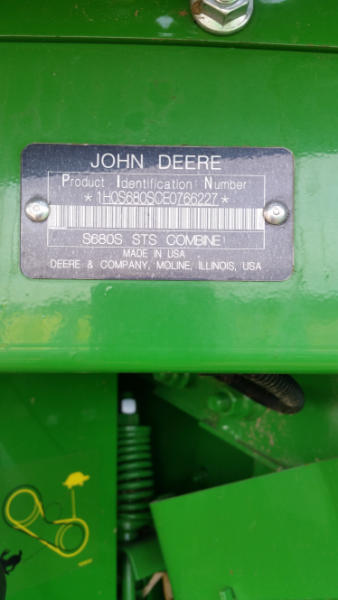 JOHN DEERE
Product Identification Number
*1H0S680SCE0766227*
S680S STS COMBINE
MADE IN USA
DEERE & COMPANY, MOLINE, ILLINOIS, USA